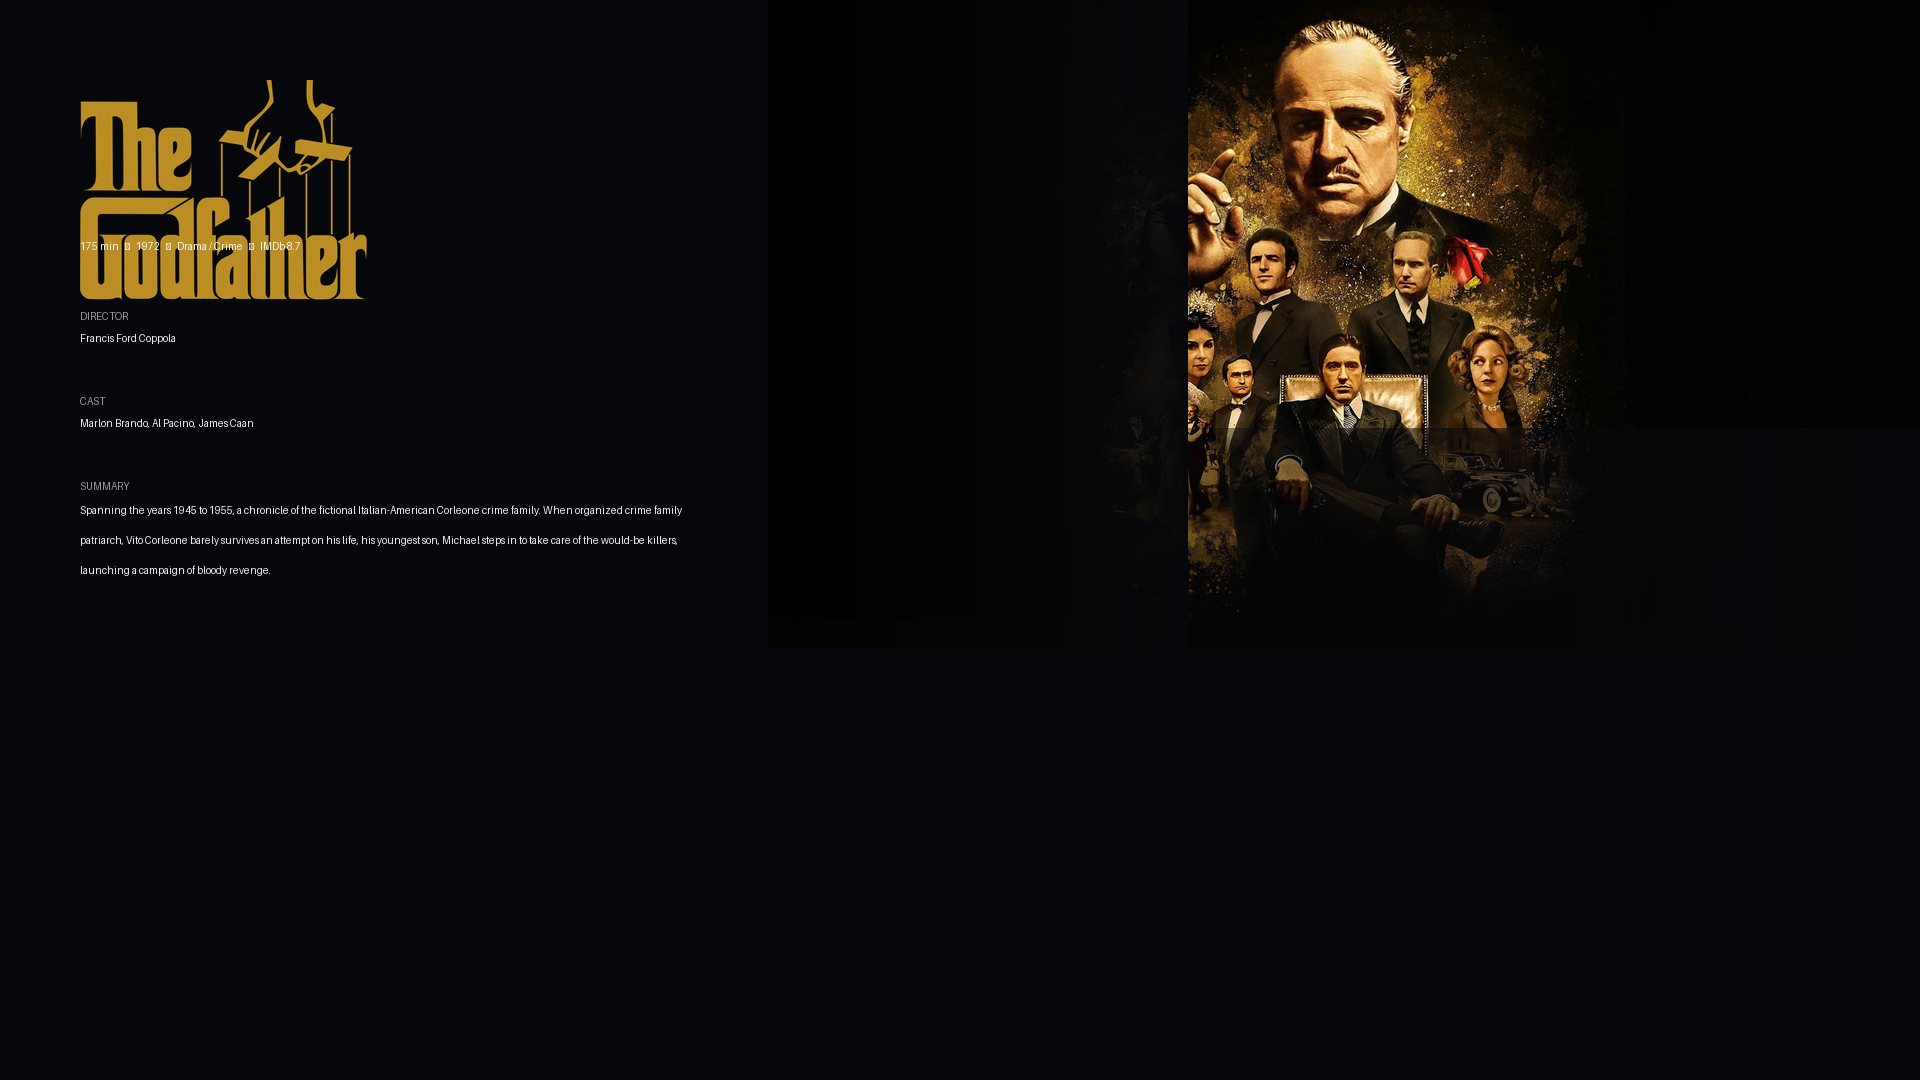 The
Godfather
175 min  1972  Drama / Crime  IMDb 8.7
DIRECTOR
Francis Ford Coppola
CAST
Marlon Brando, Al Pacino, James Caan
SUMMARY
Spanning the years 1945 to 1955, a chronicle of the fictional Italian-American Corleone crime family. When organized crime family
patriarch, Vito Corleone barely survives an attempt on his life, his youngest son, Michael steps in to take care of the would-be killers,
launching a campaign of bloody revenge.